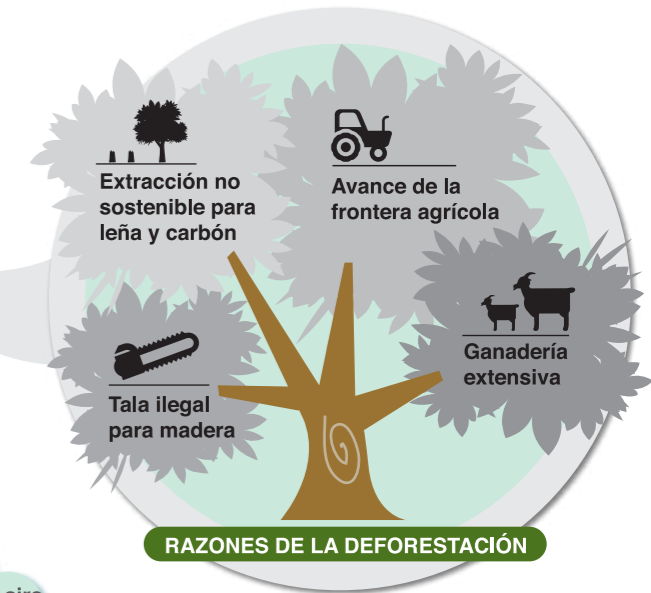 Extracción no
sostenible para
leña y carbón
Avance de la
frontera agrícola
Ganadería
extensiva
Tala ilegal
para madera
RAZONES DE LA DEFORESTACIÓN